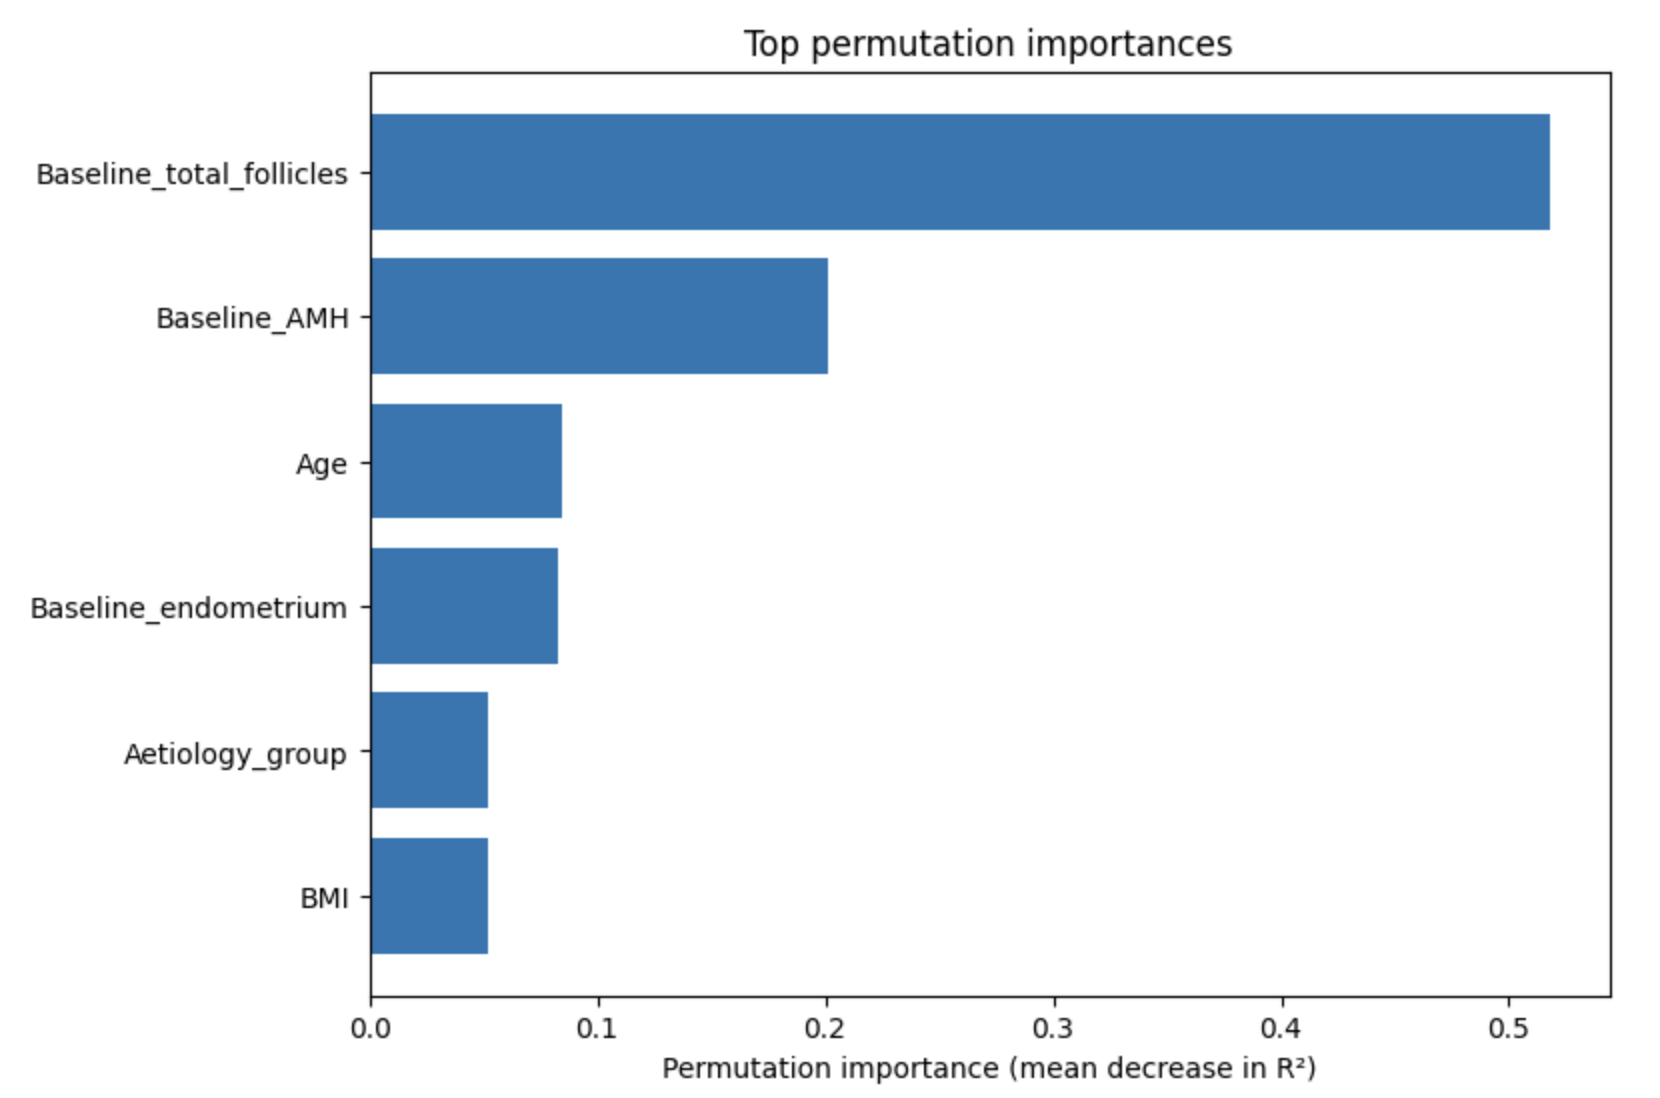 Top permutation importances
Baseline_total_follicles
Baseline_AMH
Age
Baseline_endometrium
Aetiology_group
BMI
0.0 0.1 0.2 0.3 0.4 0.5
Permutation importance (mean decrease in R²)